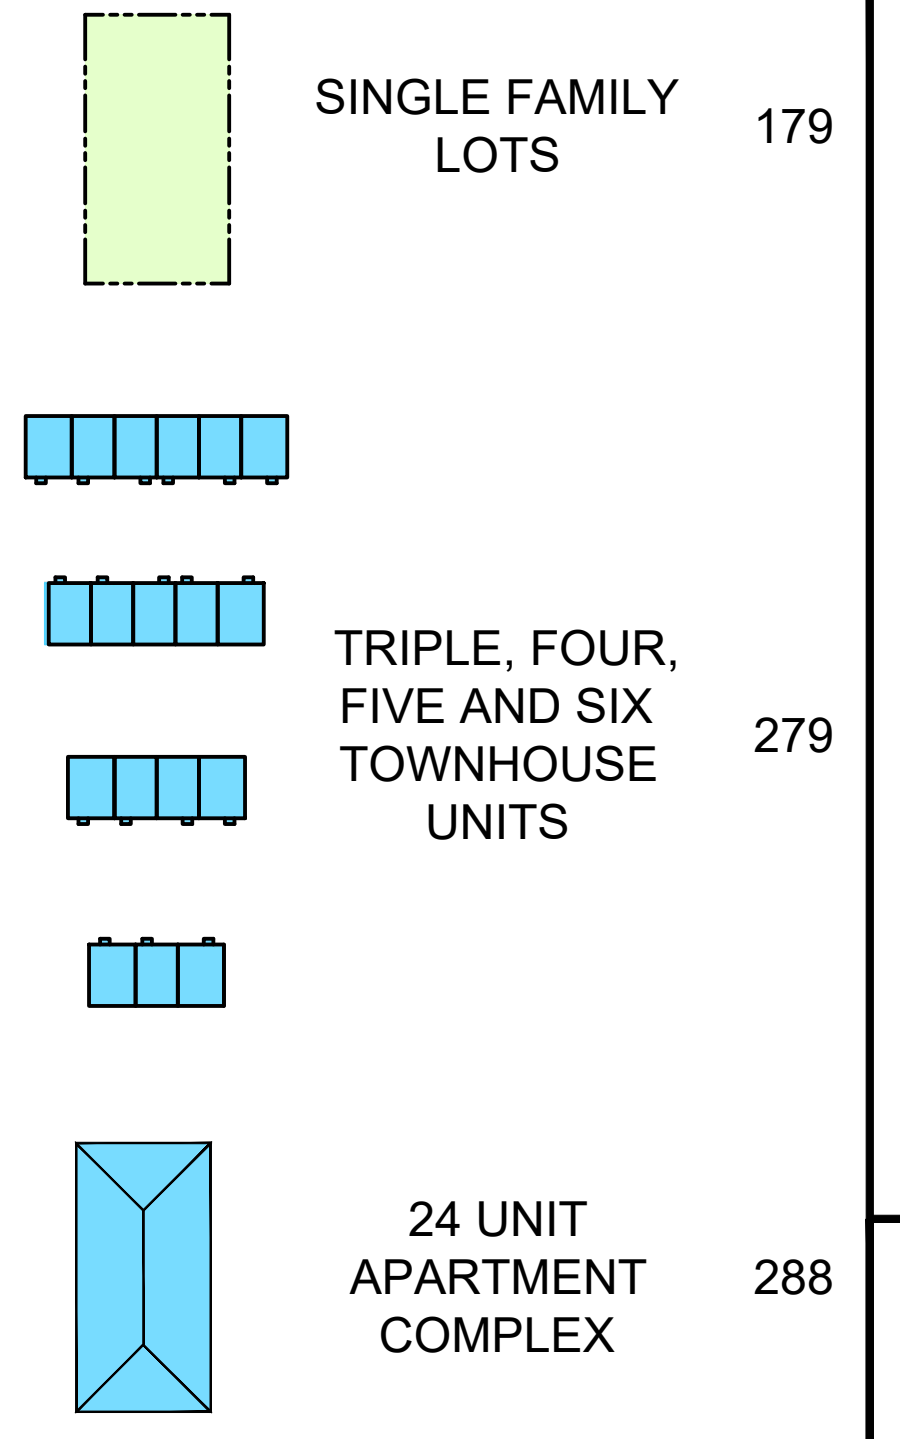 SINGLE FAMILY
LOTS
179
TRIPLE, FOUR,
FIVE AND SIX
TOWNHOUSE
UNITS
279
24 UNIT
APARTMENT
COMPLEX
288